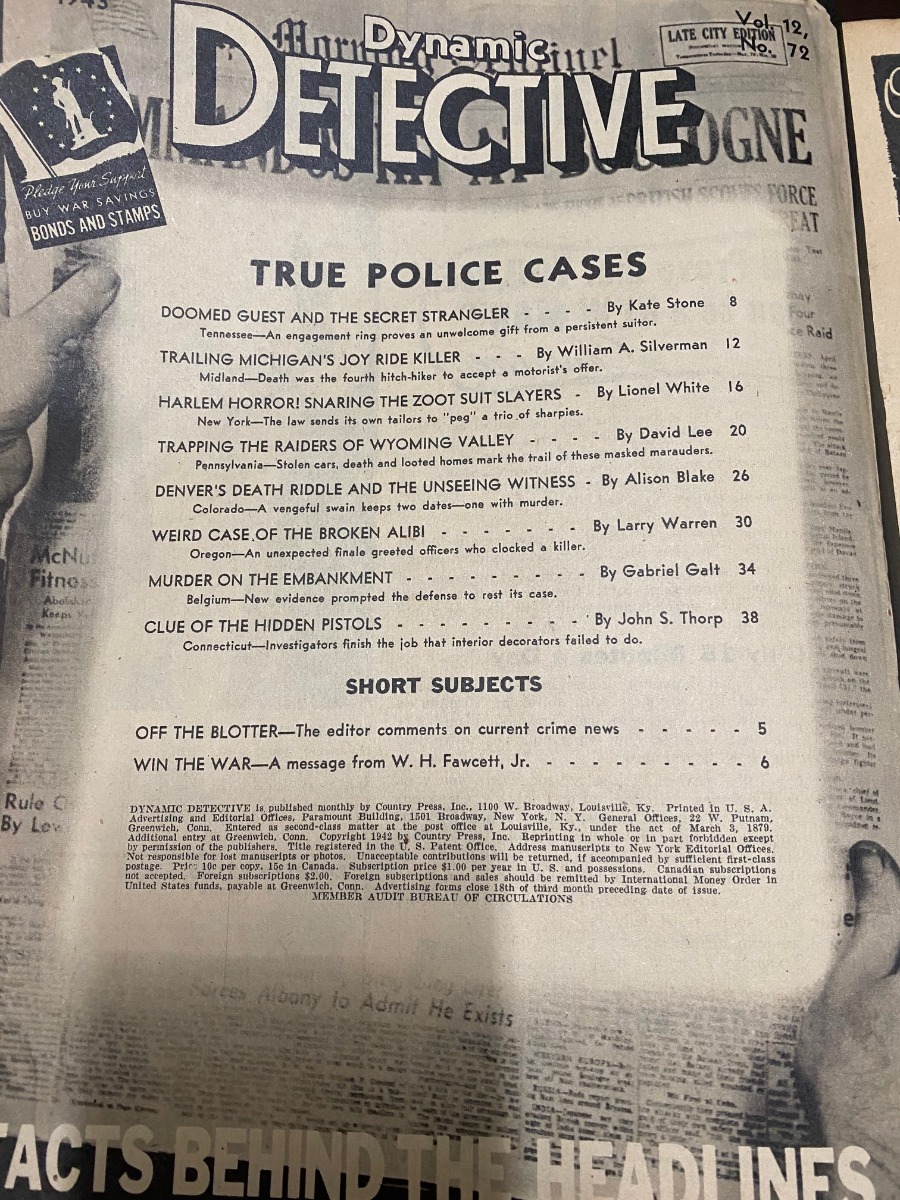 Dynamic
DETECTIVE
Vol. 12,
No. 72
LATE CITY EDITION
OGNE
FORCE
EAT
Pledge Your Support
BUY WAR SAVINGS
BONDS AND STAMPS
TRUE POLICE CASES
DOOMED GUEST AND THE SECRET STRANGLER - - - - By Kate Stone 8
Tennessee—An engagement ring proves an unwelcome gift from a persistent suitor.
TRAILING MICHIGAN'S JOY RIDE KILLER - - - By William A. Silverman 12
Midland—Death was the fourth hitch-hiker to accept a motorist's offer.
HARLEM HORROR! SNARING THE ZOOT SUIT SLAYERS - By Lionel White 16
New York—The law sends its own tailors to "peg" a trio of sharpies.
TRAPPING THE RAIDERS OF WYOMING VALLEY - - - - By David Lee 20
Pennsylvania—Stolen cars, death and looted homes mark the trail of these masked marauders.
DENVER'S DEATH RIDDLE AND THE UNSEEING WITNESS - By Alison Blake 26
Colorado—A vengeful swain keeps two dates—one with murder.
WEIRD CASE OF THE BROKEN ALIBI - - - - - - - By Larry Warren 30
Oregon—An unexpected finale greeted officers who clocked a killer.
MURDER ON THE EMBANKMENT - - - - - - - - - By Gabriel Galt 34
Belgium—New evidence prompted the defense to rest its case.
CLUE OF THE HIDDEN PISTOLS - - - - - - - - - By John S. Thorp 38
Connecticut—Investigators finish the job that interior decorators failed to do.
SHORT SUBJECTS
OFF THE BLOTTER—The editor comments on current crime news - - - - - 5
WIN THE WAR—A message from W. H. Fawcett, Jr. - - - - - - - - - 6
DYNAMIC DETECTIVE is published monthly by Country Press, Inc., 1100 W. Broadway, Louisville, Ky. Printed in U. S. A.
Advertising and Editorial Offices, Paramount Building, 1501 Broadway, New York, N. Y. General Offices, 22 W. Putnam,
Greenwich, Conn. Entered as second-class matter at the post office at Louisville, Ky., under the act of March 3, 1879.
Additional entry at Greenwich, Conn. Copyright 1942 by Country Press, Inc. Reprinting in whole or in part forbidden except
by permission of the publishers. Title registered in the U. S. Patent Office. Address manuscripts to New York Editorial Offices.
Not responsible for lost manuscripts or photos. Unacceptable contributions will be returned, if accompanied by sufficient first-class
postage. Price 10c per copy, 15c in Canada. Subscription price $1.00 per year in U. S. and possessions. Canadian subscriptions
not accepted. Foreign subscriptions $2.00. Foreign subscriptions and sales should be remitted by International Money Order in
United States funds, payable at Greenwich, Conn. Advertising forms close 18th of third month preceding date of issue.
MEMBER AUDIT BUREAU OF CIRCULATIONS
McNu
Fitness
Rule
By Lew
Four
ce Raid
Forces Albany to Admit He Exists
FACTS BEHIND THE HEADLINES